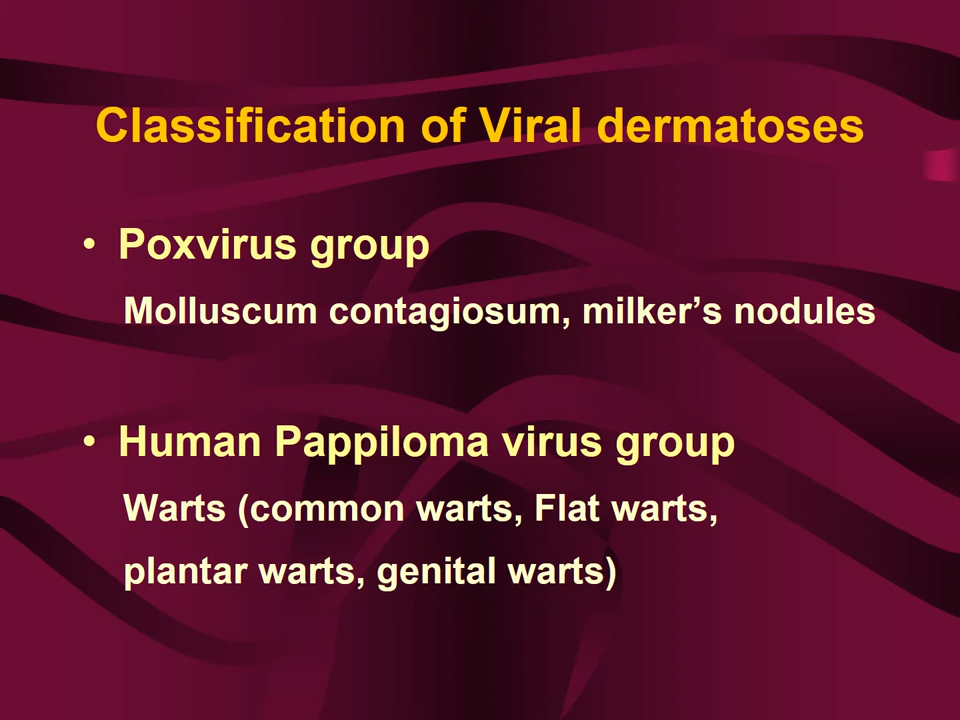 Classification of Viral dermatoses
• Poxvirus group
Molluscum contagiosum, milker’s nodules
• Human Pappiloma virus group
Warts (common warts, Flat warts,
plantar warts, genital warts)